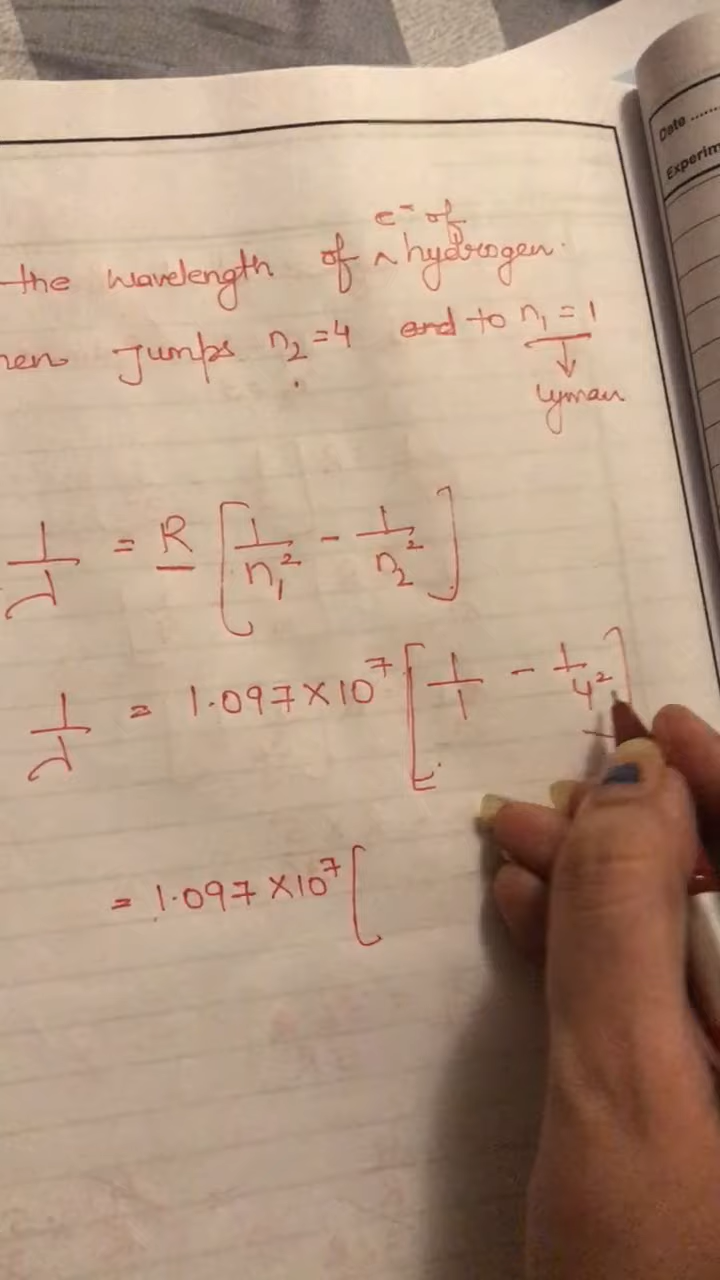 Date ......
Experim
e⁻ of
the wavelength of ^ hydrogen.
Jumps n₂ = 4 and to n₁ = 1
↓
Lyman
1/λ = R [1/n₁² - 1/n₂²]
1/λ = 1.097 × 10⁷ [1/1 - 1/4²]
= 1.097 × 10⁷ [